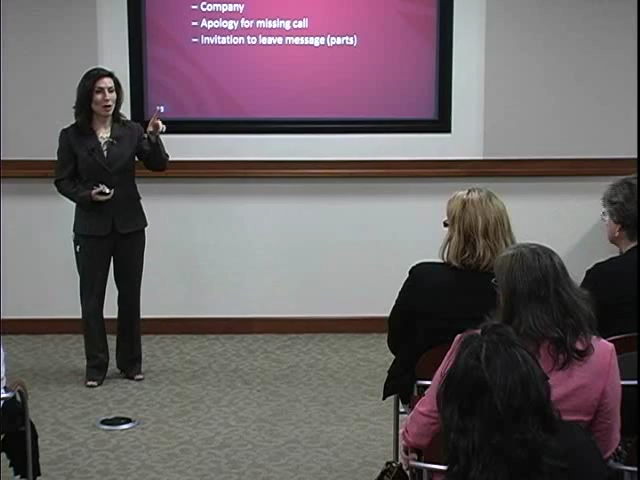 – Company
– Apology for missing call
– Invitation to leave message (parts)